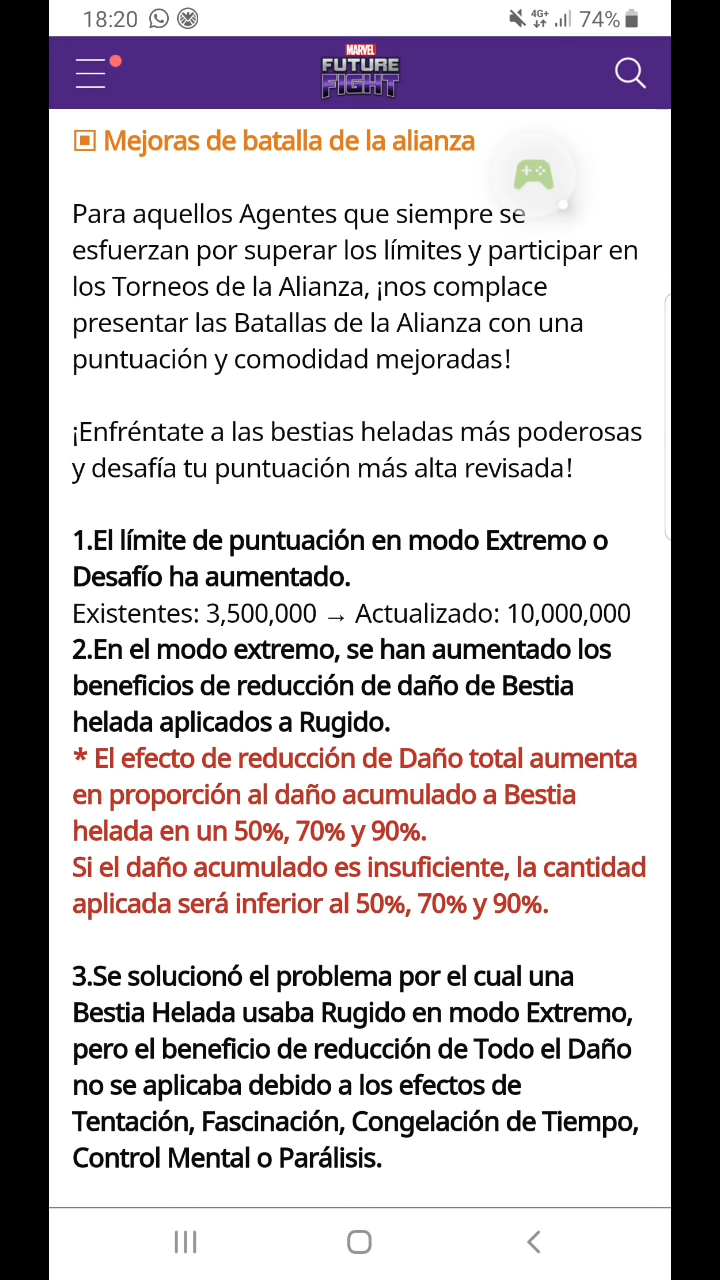 18:20
4G+
74%
MARVEL
FUTURE
FIGHT
Mejoras de batalla de la alianza
Para aquellos Agentes que siempre se
esfuerzan por superar los límites y participar en
los Torneos de la Alianza, ¡nos complace
presentar las Batallas de la Alianza con una
puntuación y comodidad mejoradas!
¡Enfréntate a las bestias heladas más poderosas
y desafía tu puntuación más alta revisada!
1.El límite de puntuación en modo Extremo o
Desafío ha aumentado.
Existentes: 3,500,000 → Actualizado: 10,000,000
2.En el modo extremo, se han aumentado los
beneficios de reducción de daño de Bestia
helada aplicados a Rugido.
* El efecto de reducción de Daño total aumenta
en proporción al daño acumulado a Bestia
helada en un 50%, 70% y 90%.
Si el daño acumulado es insuficiente, la cantidad
aplicada será inferior al 50%, 70% y 90%.
3.Se solucionó el problema por el cual una
Bestia Helada usaba Rugido en modo Extremo,
pero el beneficio de reducción de Todo el Daño
no se aplicaba debido a los efectos de
Tentación, Fascinación, Congelación de Tiempo,
Control Mental o Parálisis.